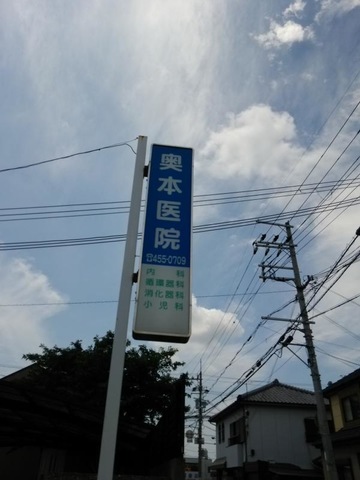 奥本医院
☎455-0709
内科
循環器科
消化器科
小児科